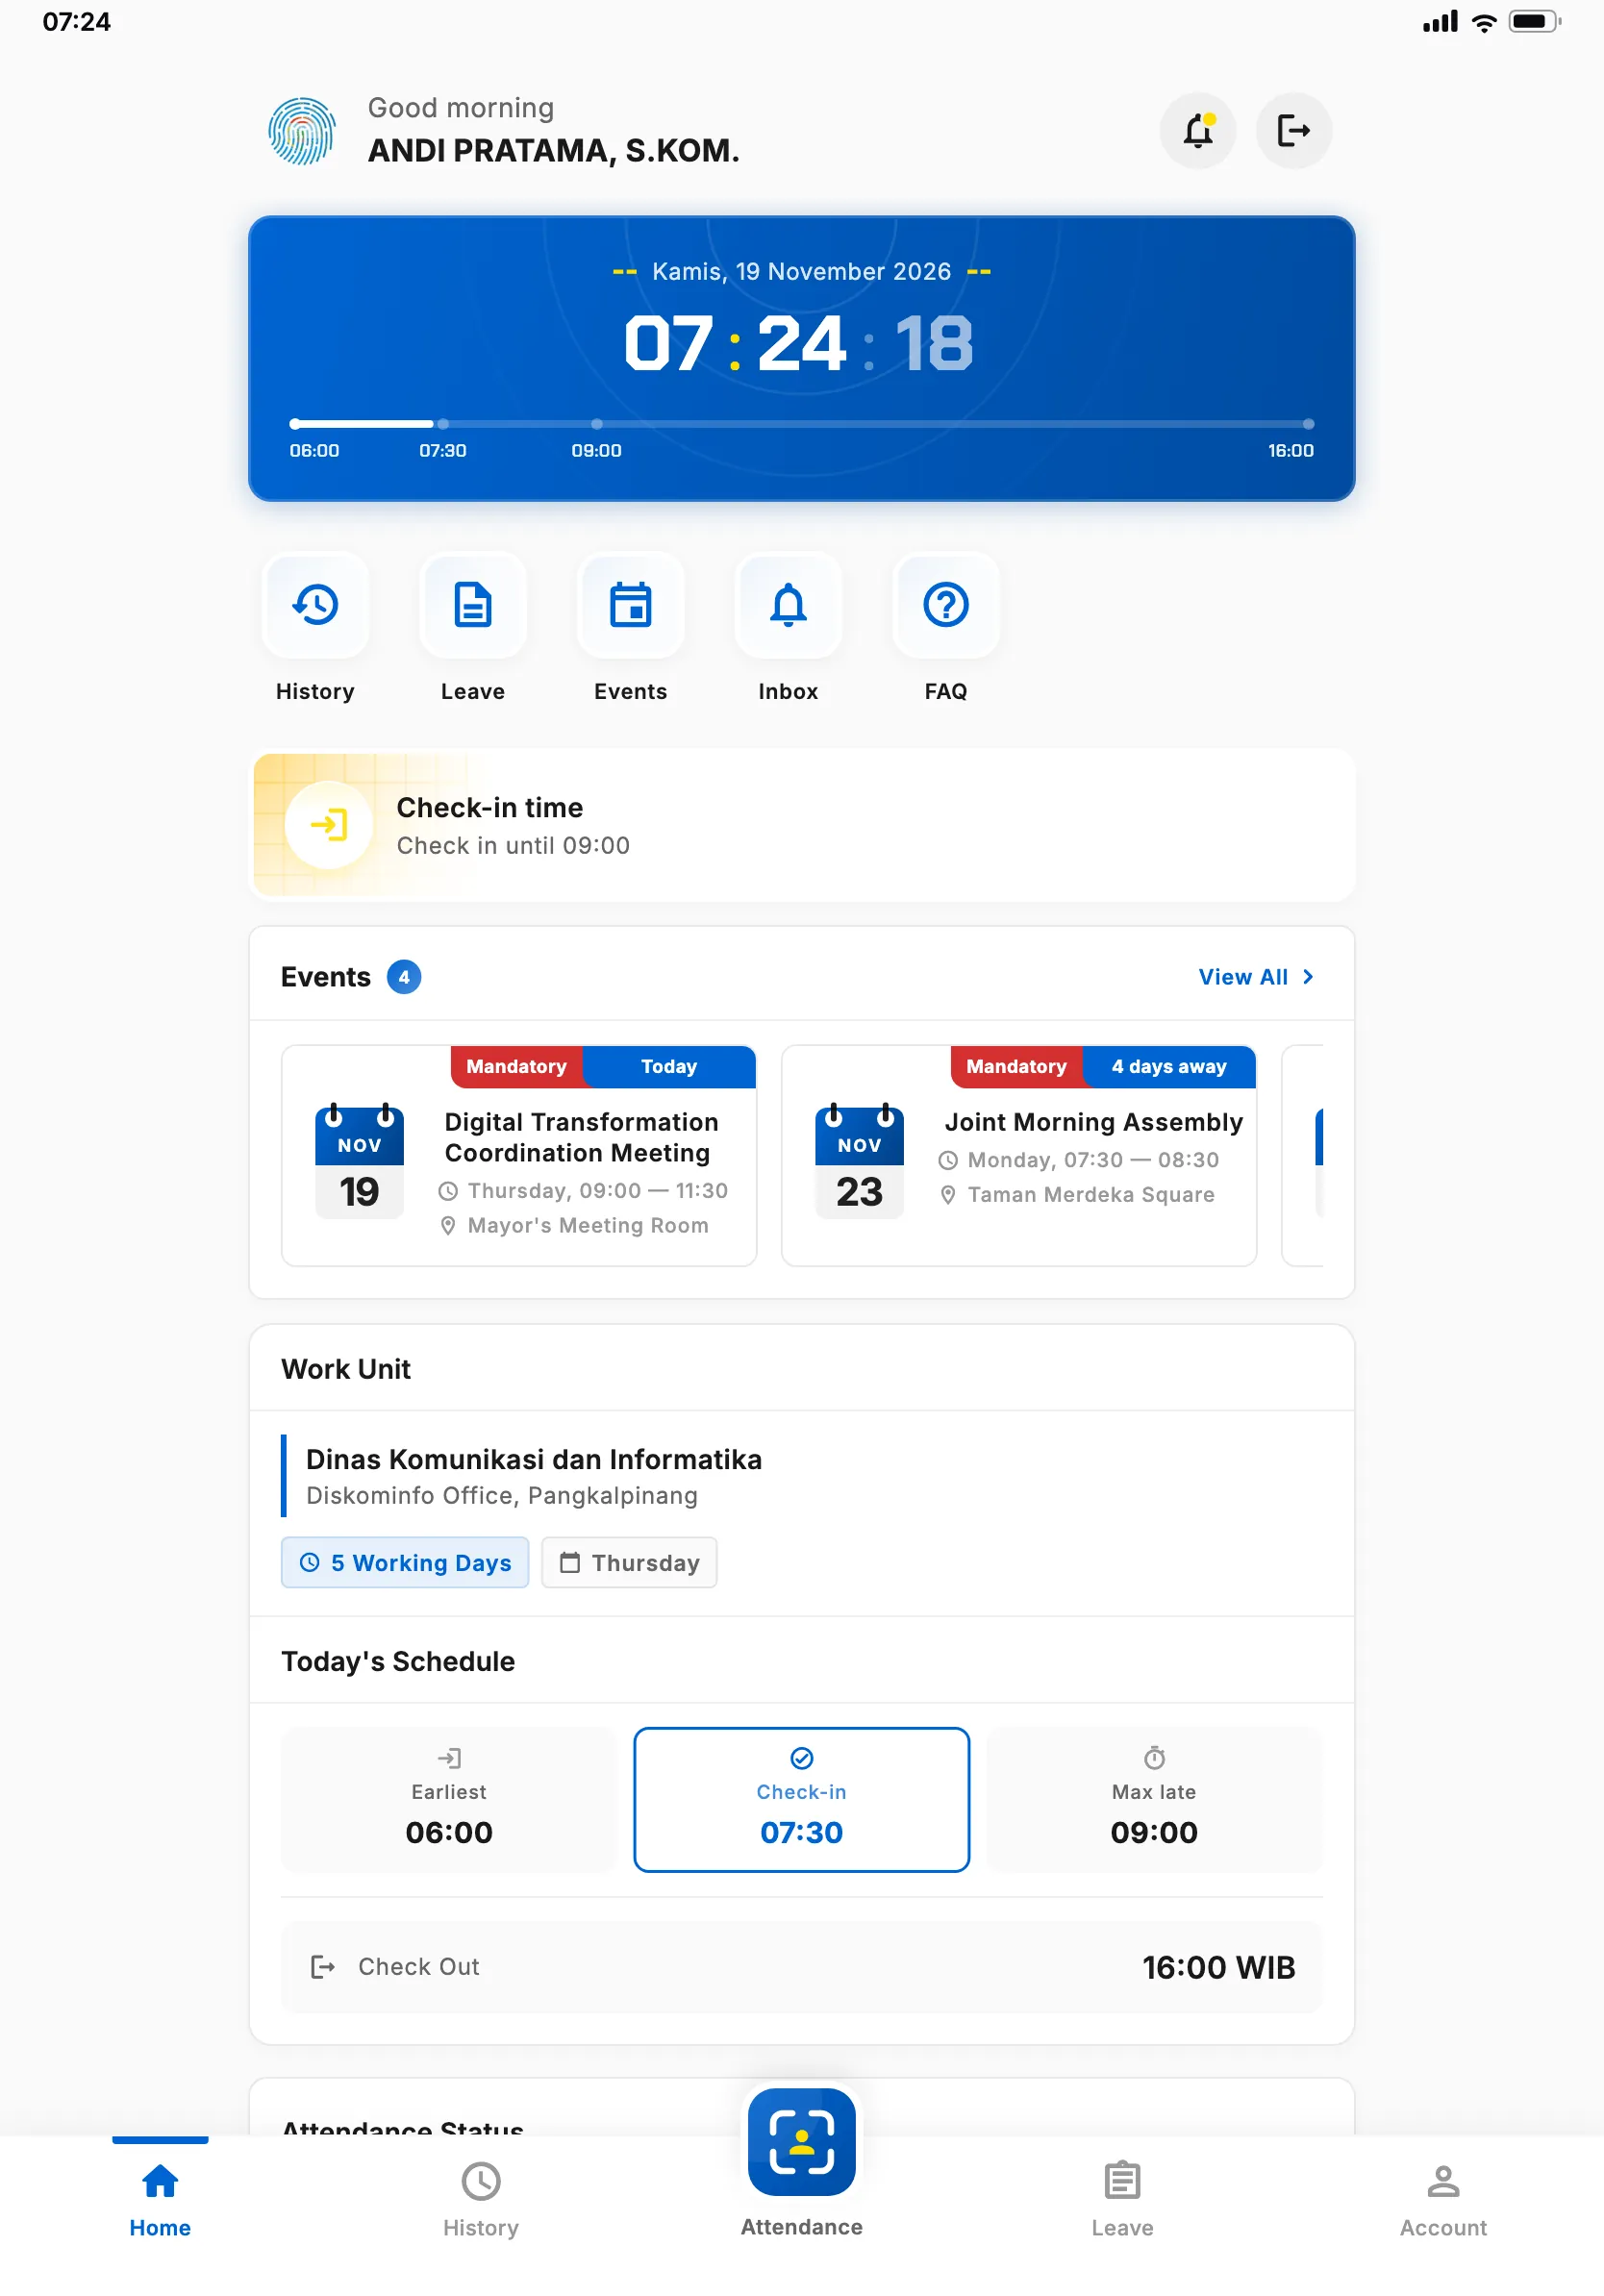 07:24
Good morning
ANDI PRATAMA, S.KOM.
Kamis, 19 November 2026
07:24:18
06:00 07:30 09:00 16:00
History Leave Events Inbox FAQ
Check-in time
Check in until 09:00
Events 4 View All
Mandatory Today
NOV
19
Digital Transformation
Coordination Meeting
Thursday, 09:00 — 11:30
Mayor's Meeting Room
Mandatory 4 days away
NOV
23
Joint Morning Assembly
Monday, 07:30 — 08:30
Taman Merdeka Square
Work Unit
Dinas Komunikasi dan Informatika
Diskominfo Office, Pangkalpinang
5 Working Days Thursday
Today's Schedule
Earliest
06:00
Check-in
07:30
Max late
09:00
Check Out 16:00 WIB
Attendance Status
Home History Attendance Leave Account